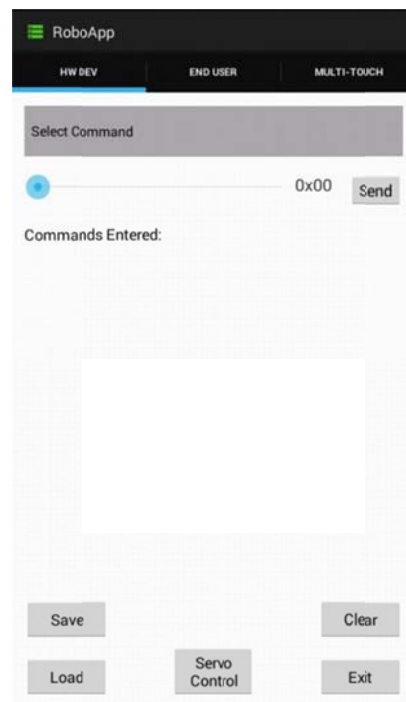 RoboApp
HW DEV END USER MULTI-TOUCH
Select Command
0x00 Send
Commands Entered:
Save Clear
Load Servo Control Exit